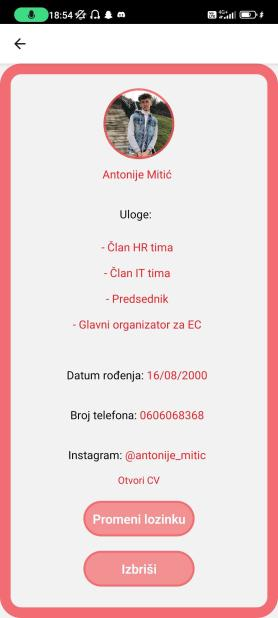 18:54
4G+
Antonije Mitić
Uloge:
- Član HR tima
- Član IT tima
- Predsednik
- Glavni organizator za EC
Datum rođenja: 16/08/2000
Broj telefona: 0606068368
Instagram: @antonije_mitic
Otvori CV
Promeni lozinku
Izbriši